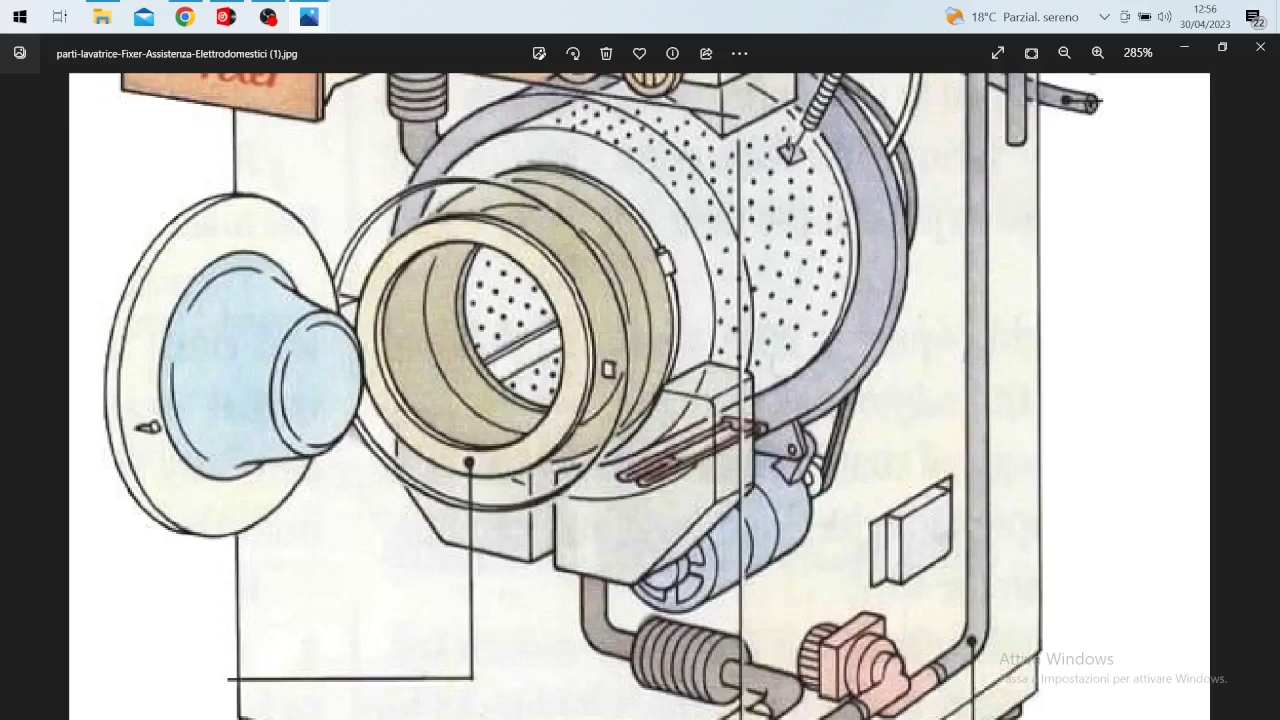 18°C Parzial. sereno
12:56
30/04/2023
22
parti-lavatrice-Fixer-Assistenza-Elettrodomestici (1).jpg
285%
Windows
Passa a Impostazioni per attivare Windows.